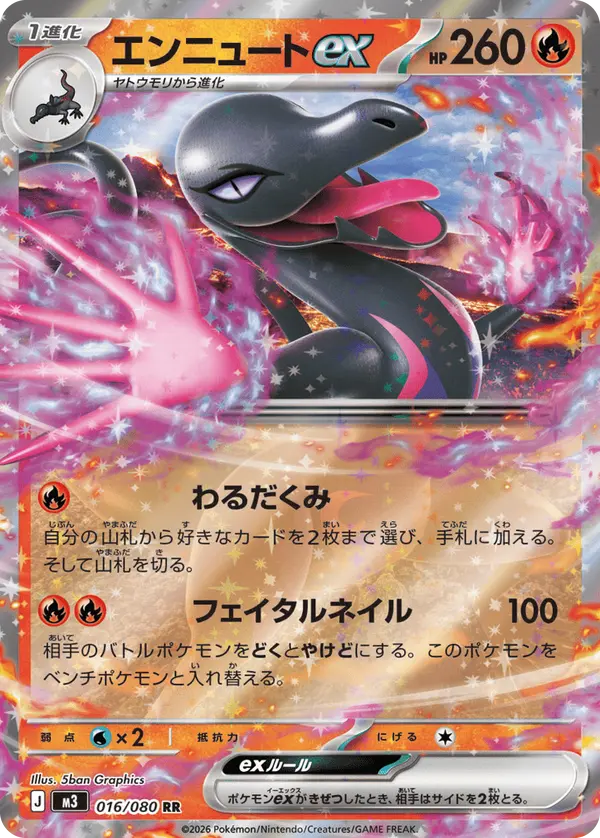 1進化
エンニュートex
HP260
ヤトウモリから進化
わるだくみ
自分の山札から好きなカードを2枚まで選び、手札に加える。
そして山札を切る。
フェイタルネイル 100
相手のバトルポケモンをどくとやけどにする。このポケモンを
ベンチポケモンと入れ替える。
弱点 ×2 抵抗力 にげる
exルール
ポケモンexがきぜつしたとき、相手はサイドを2枚とる。
Illus. 5ban Graphics
J M3 016/080 RR
©2026 Pokémon/Nintendo/Creatures/GAME FREAK.